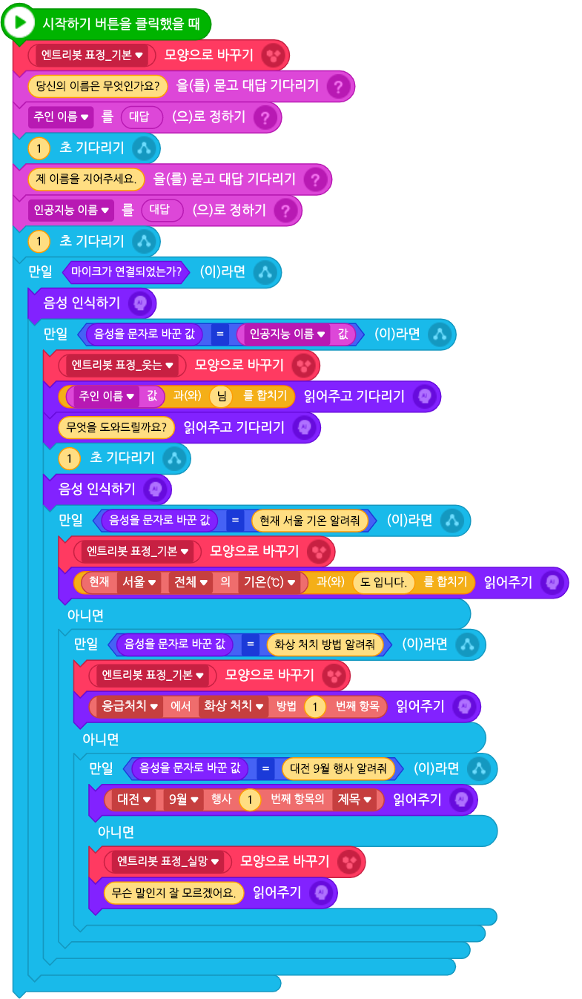 시작하기 버튼을 클릭했을 때
엔트리봇 표정_기본 모양으로 바꾸기
당신의 이름은 무엇인가요? 을(를) 묻고 대답 기다리기 ?
주인 이름 를 대답 (으)로 정하기 ?
1 초 기다리기
제 이름을 지어주세요. 을(를) 묻고 대답 기다리기 ?
인공지능 이름 를 대답 (으)로 정하기 ?
1 초 기다리기
만일 마이크가 연결되었는가? (이)라면
음성 인식하기 AI
만일 음성을 문자로 바꾼 값 = 인공지능 이름 값 (이)라면
엔트리봇 표정_웃는 모양으로 바꾸기
주인 이름 값 과(와) 님 를 합치기 읽어주고 기다리기 AI
무엇을 도와드릴까요? 읽어주고 기다리기 AI
1 초 기다리기
음성 인식하기 AI
만일 음성을 문자로 바꾼 값 = 현재 서울 기온 알려줘 (이)라면
엔트리봇 표정_기본 모양으로 바꾸기
현재 서울 전체 의 기온(℃) 과(와) 도 입니다. 를 합치기 읽어주기 AI
아니면
만일 음성을 문자로 바꾼 값 = 화상 처치 방법 알려줘 (이)라면
엔트리봇 표정_기본 모양으로 바꾸기
응급처치 에서 화상 처치 방법 1 번째 항목 읽어주기 AI
아니면
만일 음성을 문자로 바꾼 값 = 대전 9월 행사 알려줘 (이)라면
대전 9월 행사 1 번째 항목의 제목 읽어주기 AI
아니면
엔트리봇 표정_실망 모양으로 바꾸기
무슨 말인지 잘 모르겠어요. 읽어주기 AI